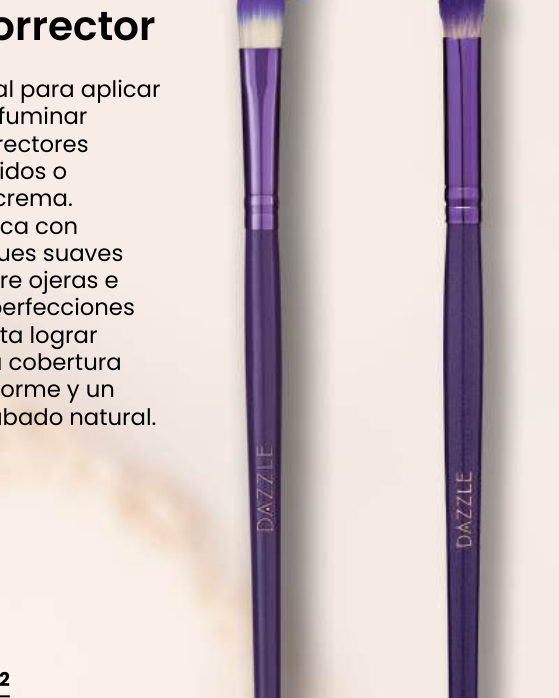 orrector
al para aplicar
fuminar
rectores
idos o
crema.
ca con
ues suaves
re ojeras e
perfecciones
ta lograr
a cobertura
orme y un
abado natural.
DAZZLE
DAZZLE
2